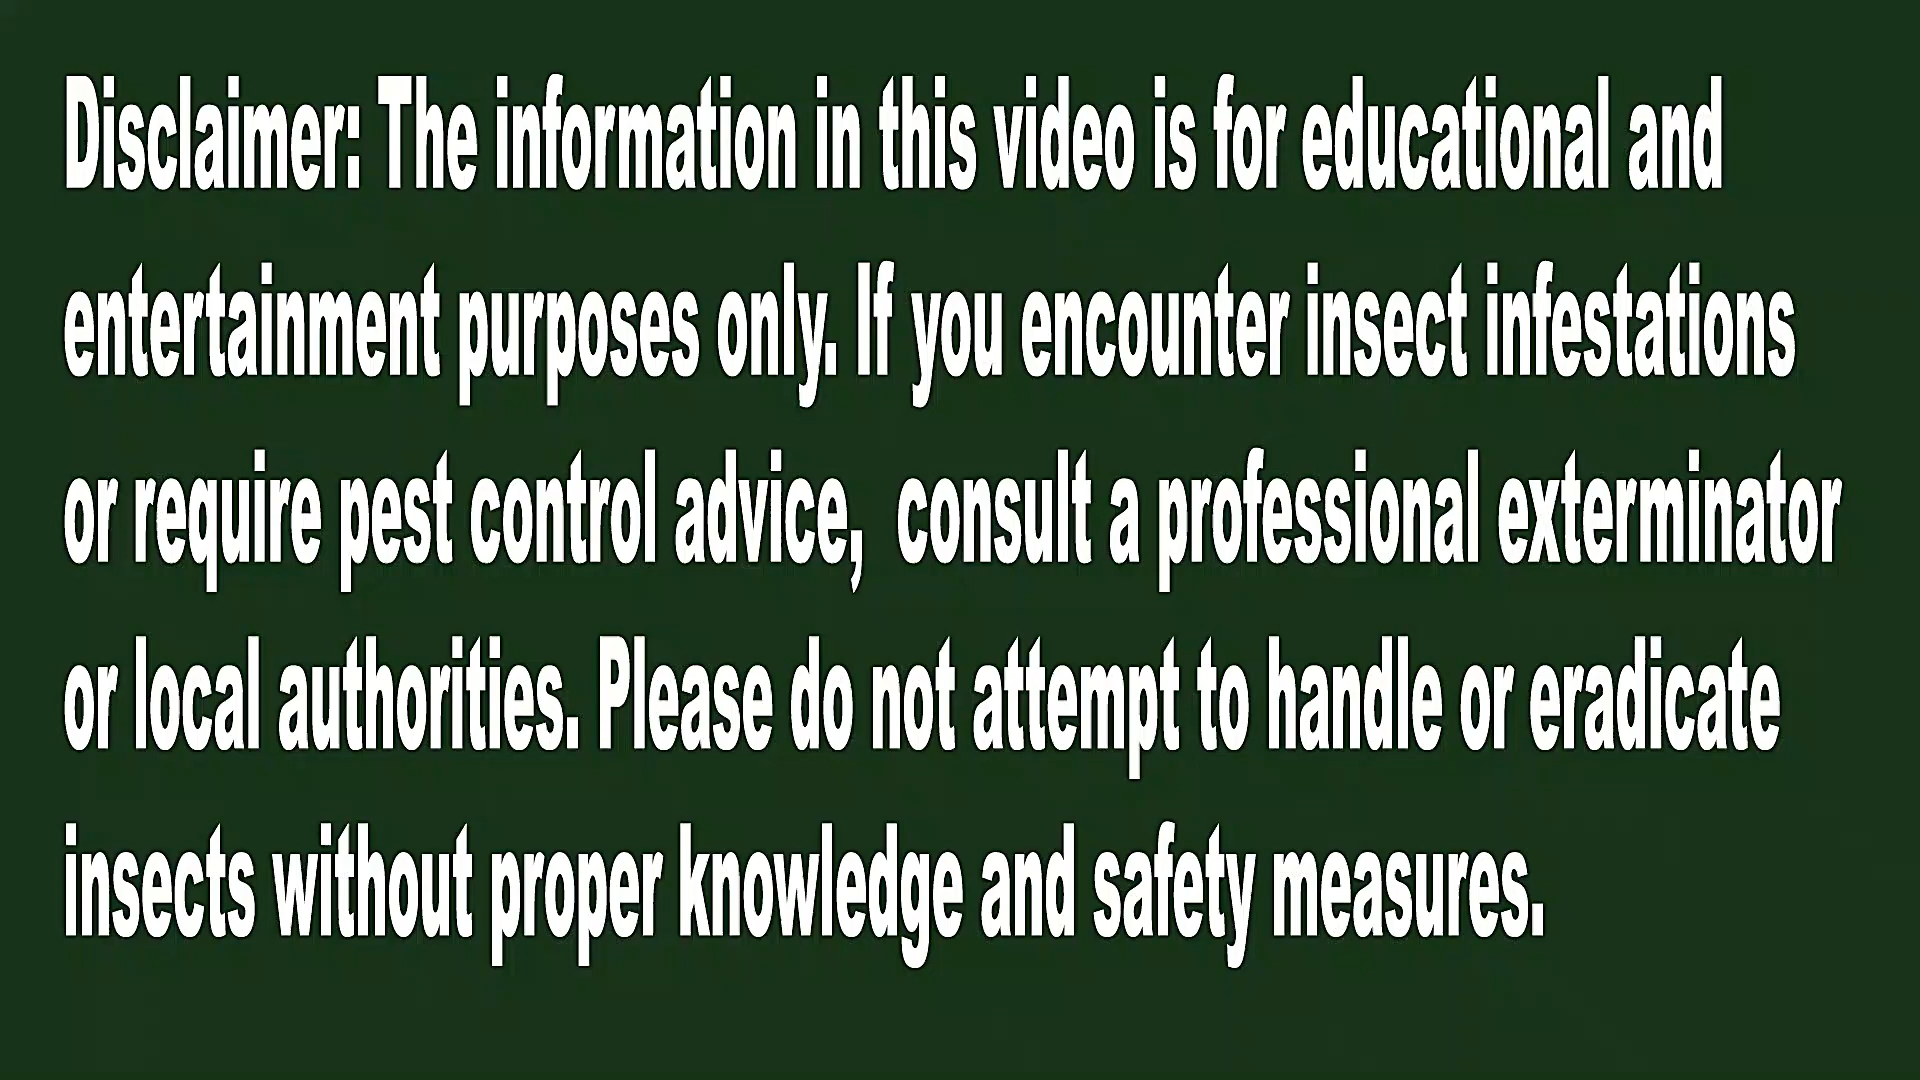 Disclaimer: The information in this video is for educational and
entertainment purposes only. If you encounter insect infestations
or require pest control advice,  consult a professional exterminator
or local authorities. Please do not attempt to handle or eradicate
insects without proper knowledge and safety measures.